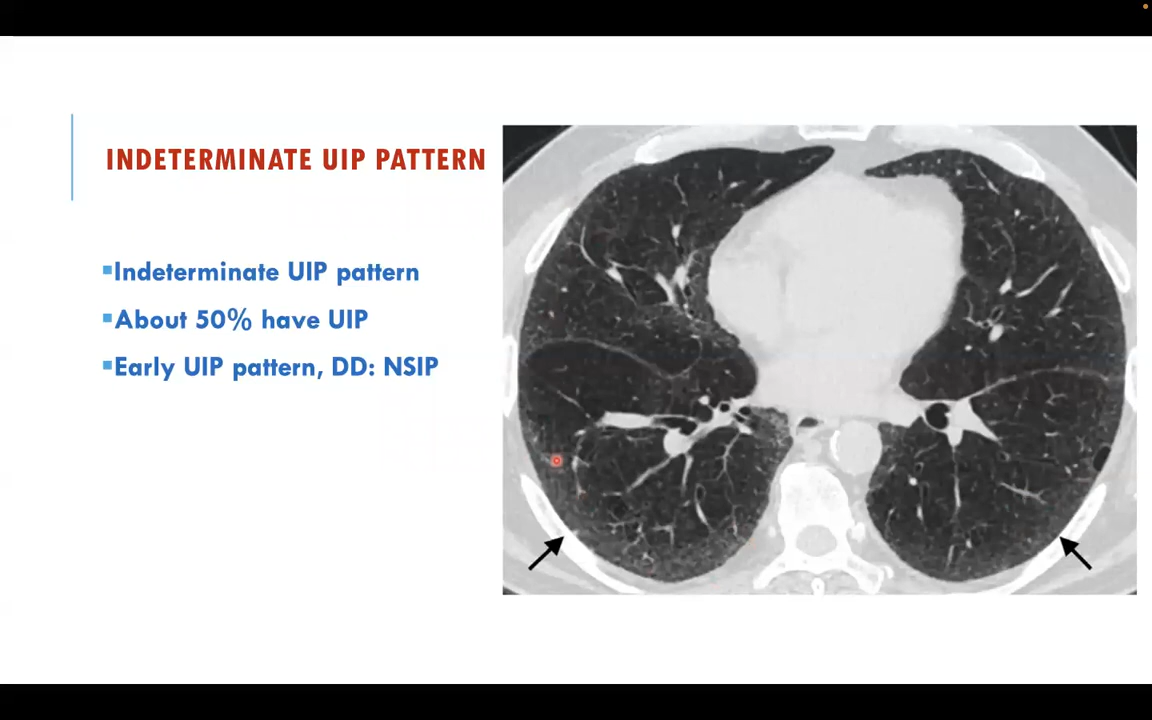 INDETERMINATE UIP PATTERN
▪Indeterminate UIP pattern
▪About 50% have UIP
▪Early UIP pattern, DD: NSIP